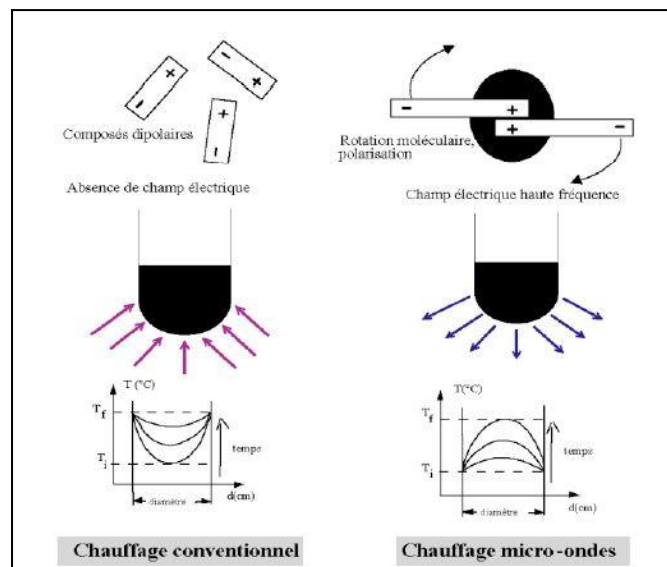 - +
- +
+ -
Composés dipolaires
Absence de champ électrique
T (°C)
Tf
Ti
temps
diamètre
d(cm)
Chauffage conventionnel
- +
+ -
Rotation moléculaire,
polarisation
Champ électrique haute fréquence
T(°C)
Tf
Ti
temps
diamètre
d(cm)
Chauffage micro-ondes